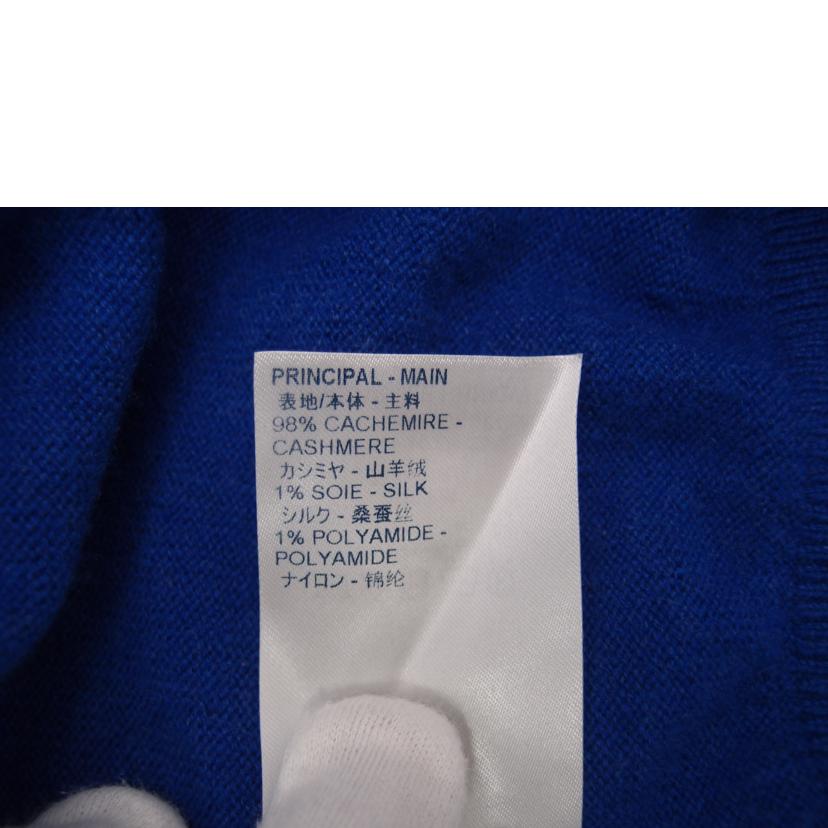 PRINCIPAL - MAIN
表地/本体 - 主料
98% CACHEMIRE -
CASHMERE
カシミヤ - 山羊绒
1% SOIE - SILK
シルク - 桑蚕丝
1% POLYAMIDE -
POLYAMIDE
ナイロン - 锦纶